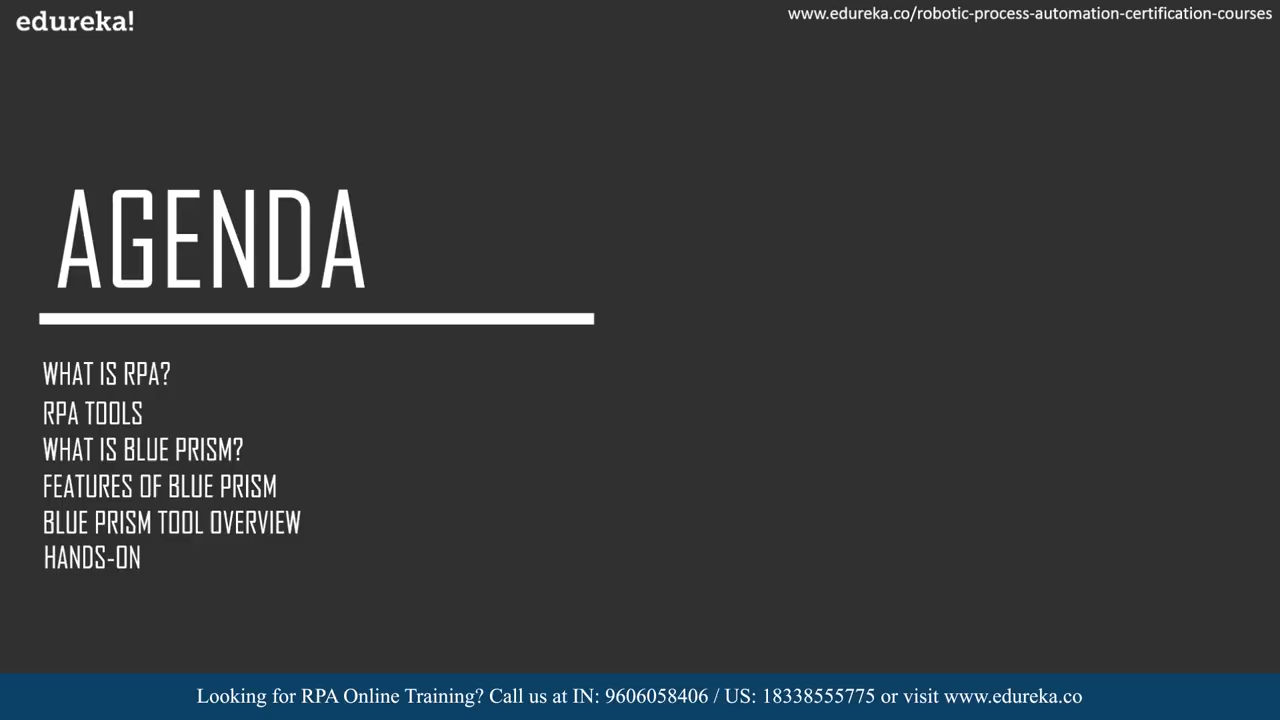 edureka!
www.edureka.co/robotic-process-automation-certification-courses
AGENDA
WHAT IS RPA?
RPA TOOLS
WHAT IS BLUE PRISM?
FEATURES OF BLUE PRISM
BLUE PRISM TOOL OVERVIEW
HANDS-ON
Looking for RPA Online Training? Call us at IN: 9606058406 / US: 18338555775 or visit www.edureka.co